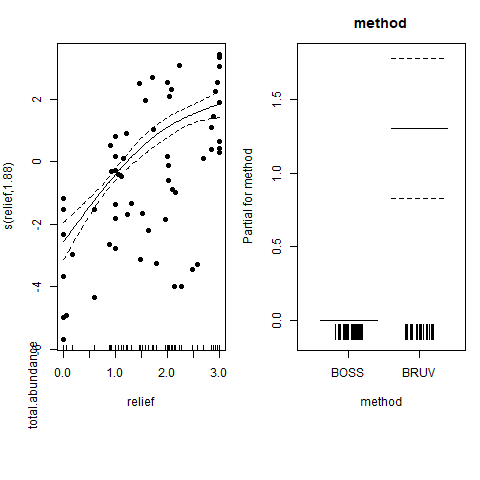 method
s(relief,1.88)
2
0
-2
-4
-6
total.abundance
0.0
1.0
2.0
3.0
relief
Partial for method
1.5
1.0
0.5
0.0
BOSS
BRUV
method